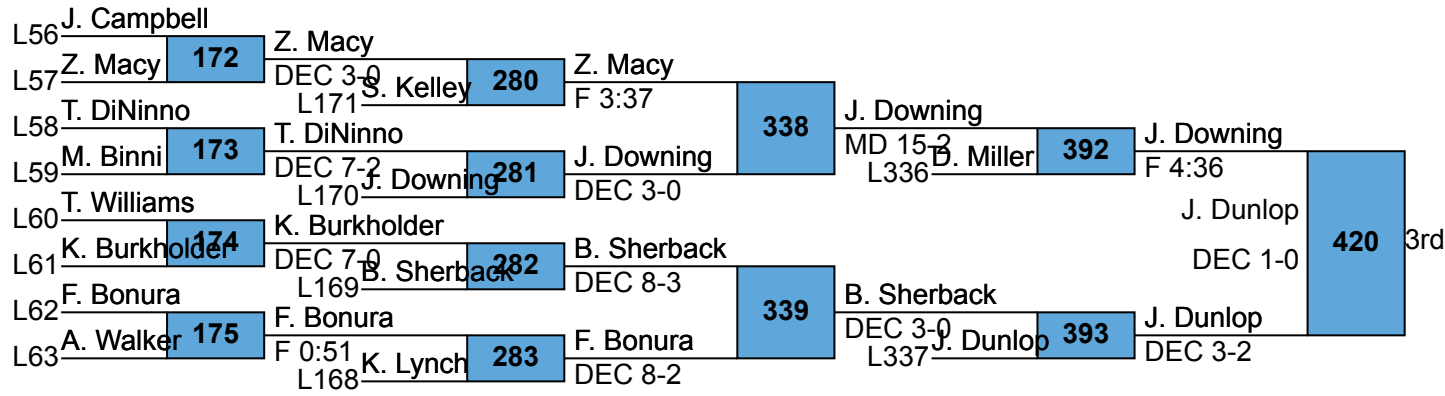 L56 J. Campbell
172
L57 Z. Macy
Z. Macy
DEC 3-0
280
L171 S. Kelley
Z. Macy
F 3:37
338
L58 T. DiNinno
173
L59 M. Binni
T. DiNinno
DEC 7-2
281
L170 J. Downing
J. Downing
DEC 3-0
J. Downing
MD 15-2
392
L336 D. Miller
J. Downing
F 4:36
L60 T. Williams
174
L61 K. Burkholder
K. Burkholder
DEC 7-0
282
L169 B. Sherback
B. Sherback
DEC 8-3
339
L62 F. Bonura
175
L63 A. Walker
F. Bonura
F 0:51
283
L168 K. Lynch
F. Bonura
DEC 8-2
B. Sherback
DEC 3-0
393
L337 J. Dunlop
J. Dunlop
DEC 3-2
J. Dunlop
DEC 1-0
420
3rd